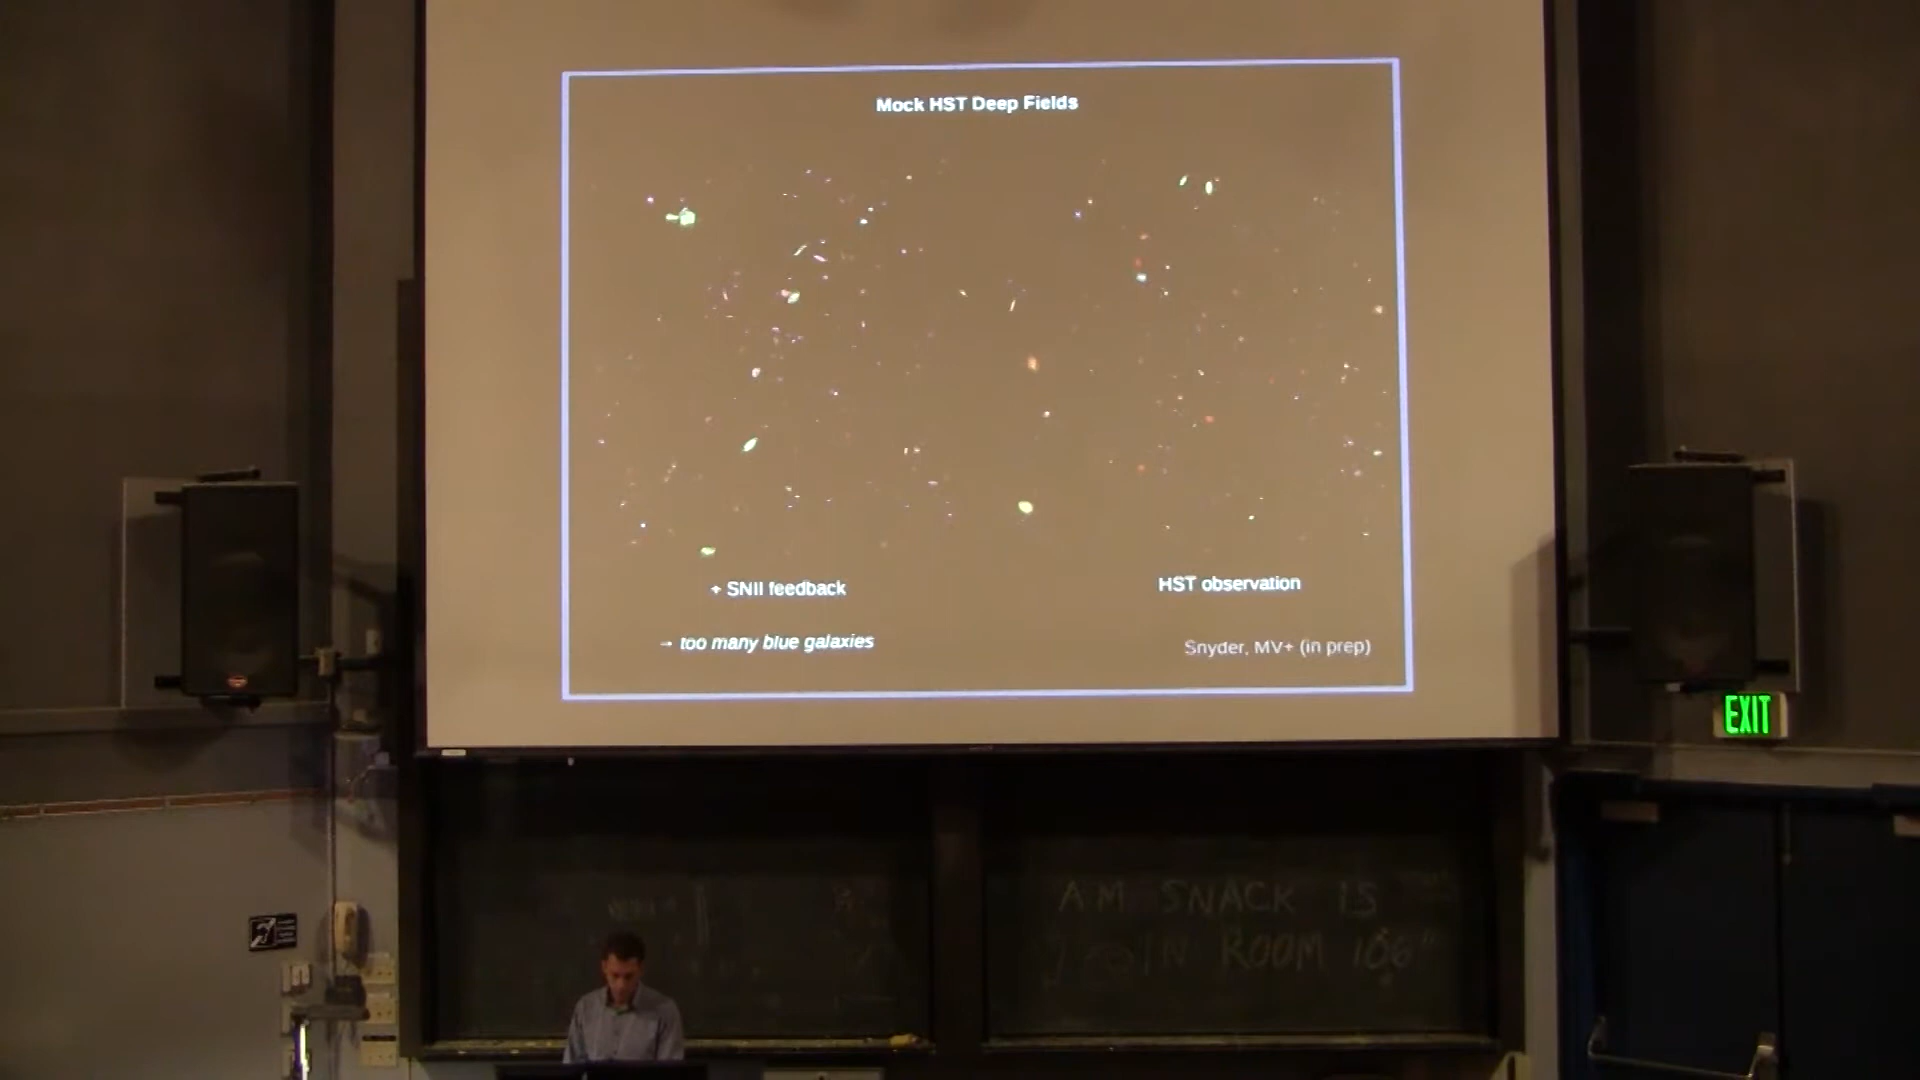 Mock HST Deep Fields
+ SNII feedback
HST observation
→ too many blue galaxies
Snyder, MV+ (in prep)
EXIT
AM SNACK IS
IN ROOM 106"